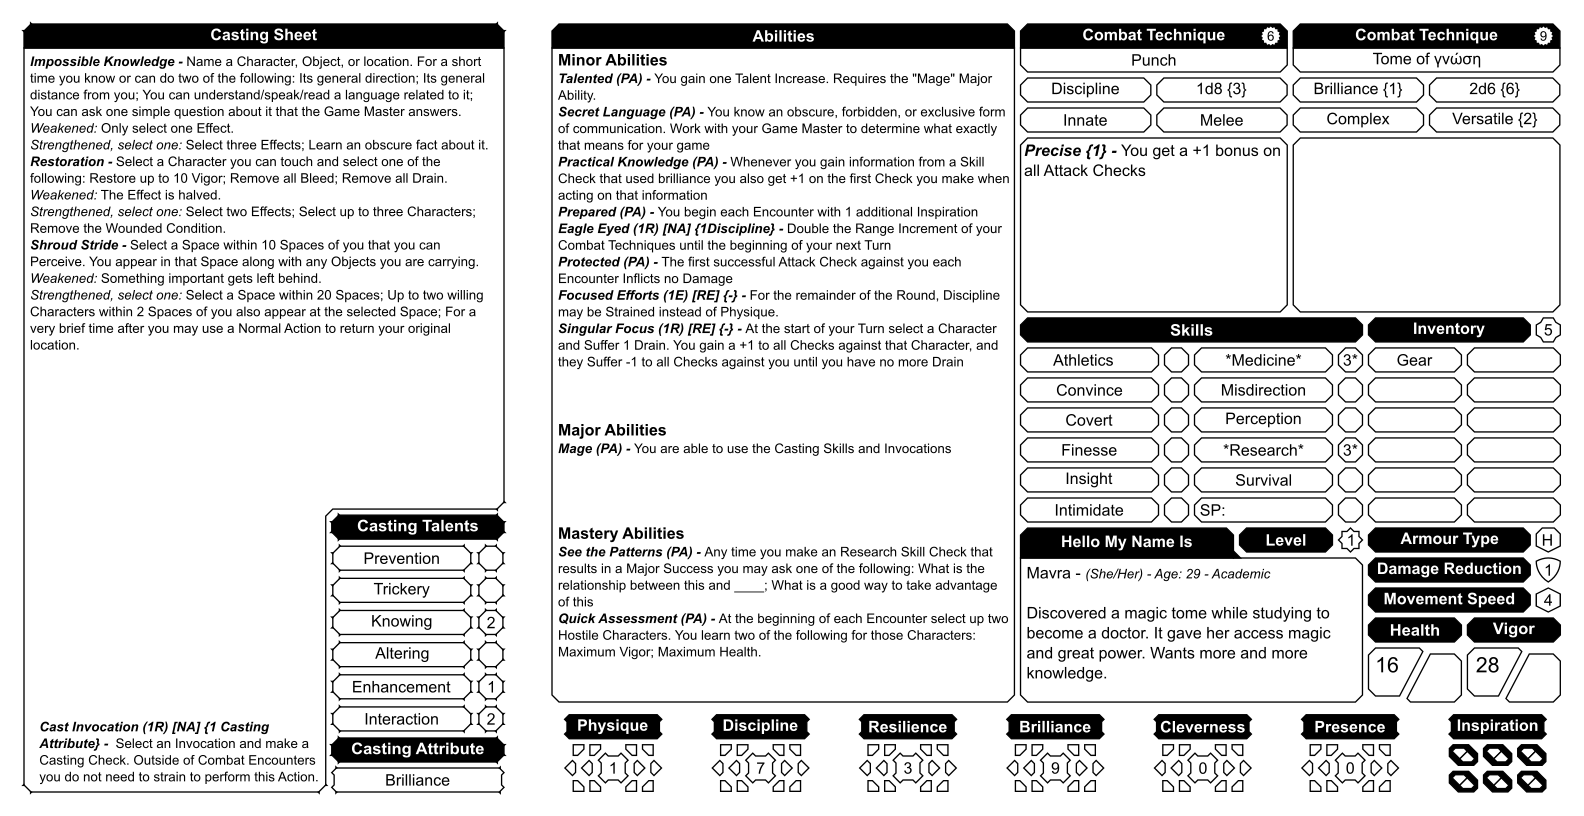 Casting Sheet
Impossible Knowledge - Name a Character, Object, or location. For a short
time you know or can do two of the following: Its general direction; Its general
distance from you; You can understand/speak/read a language related to it;
You can ask one simple question about it that the Game Master answers.
Weakened: Only select one Effect.
Strengthened, select one: Select three Effects; Learn an obscure fact about it.
Restoration - Select a Character you can touch and select one of the
following: Restore up to 10 Vigor; Remove all Bleed; Remove all Drain.
Weakened: The Effect is halved.
Strengthened, select one: Select two Effects; Select up to three Characters;
Remove the Wounded Condition.
Shroud Stride - Select a Space within 10 Spaces of you that you can
Perceive. You appear in that Space along with any Objects you are carrying.
Weakened: Something important gets left behind.
Strengthened, select one: Select a Space within 20 Spaces; Up to two willing
Characters within 2 Spaces of you also appear at the selected Space; For a
very brief time after you may use a Normal Action to return your original
location.
Cast Invocation (1R) [NA] {1 Casting
Attribute} - Select an Invocation and make a
Casting Check. Outside of Combat Encounters
you do not need to strain to perform this Action.
Casting Talents
Prevention
Trickery
Knowing 2
Altering
Enhancement 1
Interaction 2
Casting Attribute
Brilliance
Abilities
Minor Abilities
Talented (PA) - You gain one Talent Increase. Requires the "Mage" Major
Ability.
Secret Language (PA) - You know an obscure, forbidden, or exclusive form
of communication. Work with your Game Master to determine what exactly
that means for your game
Practical Knowledge (PA) - Whenever you gain information from a Skill
Check that used brilliance you also get +1 on the first Check you make when
acting on that information
Prepared (PA) - You begin each Encounter with 1 additional Inspiration
Eagle Eyed (1R) [NA] {1Discipline} - Double the Range Increment of your
Combat Techniques until the beginning of your next Turn
Protected (PA) - The first successful Attack Check against you each
Encounter Inflicts no Damage
Focused Efforts (1E) [RE] {-} - For the remainder of the Round, Discipline
may be Strained instead of Physique.
Singular Focus (1R) [RE] {-} - At the start of your Turn select a Character
and Suffer 1 Drain. You gain a +1 to all Checks against that Character, and
they Suffer -1 to all Checks against you until you have no more Drain
Major Abilities
Mage (PA) - You are able to use the Casting Skills and Invocations
Mastery Abilities
See the Patterns (PA) - Any time you make an Research Skill Check that
results in a Major Success you may ask one of the following: What is the
relationship between this and ____; What is a good way to take advantage
of this
Quick Assessment (PA) - At the beginning of each Encounter select up two
Hostile Characters. You learn two of the following for those Characters:
Maximum Vigor; Maximum Health.
Combat Technique 6
Punch
Discipline 1d8 {3}
Innate Melee
Precise {1} - You get a +1 bonus on
all Attack Checks
Combat Technique 9
Tome of γνώση
Brilliance {1} 2d6 {6}
Complex Versatile {2}
Skills
Athletics *Medicine* 3*
Convince Misdirection
Covert Perception
Finesse *Research* 3*
Insight Survival
Intimidate SP:
Inventory 5
Gear
Hello My Name Is Level 1
Mavra - (She/Her) - Age: 29 - Academic
Discovered a magic tome while studying to
become a doctor. It gave her access magic
and great power. Wants more and more
knowledge.
Armour Type H
Damage Reduction 1
Movement Speed 4
Health Vigor
16 28
Physique Discipline Resilience Brilliance Cleverness Presence Inspiration
1 7 3 9 0 0